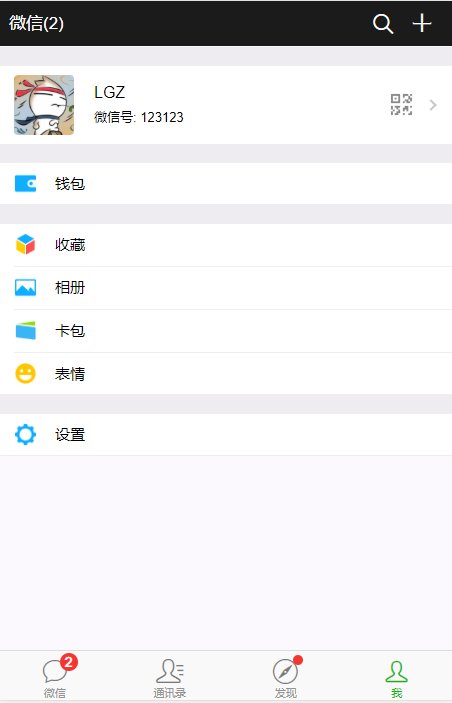 微信(2)
LGZ
微信号: 123123
钱包
收藏
相册
卡包
表情
设置
2
微信
通讯录
发现
我